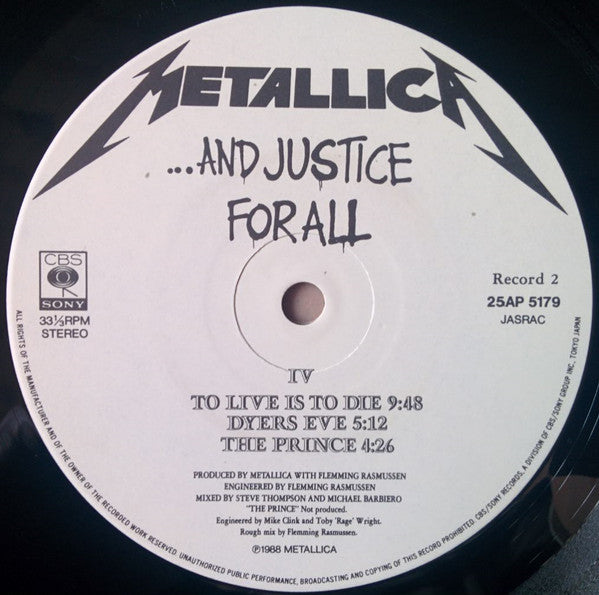 METALLICA
...AND JUSTICE
FOR ALL
CBS
SONY
33⅓RPM
STEREO
Record 2
25AP 5179
JASRAC
IV
TO LIVE IS TO DIE 9:48
DYERS EVE 5:12
THE PRINCE 4:26
PRODUCED BY METALLICA WITH FLEMMING RASMUSSEN
ENGINEERED BY FLEMMING RASMUSSEN
MIXED BY STEVE THOMPSON AND MICHAEL BARBIERO
"THE PRINCE" Not produced.
Engineered by Mike Clink and Toby 'Rage' Wright.
Rough mix by Flemming Rasmussen.
℗1988 METALLICA
ALL RIGHTS OF THE MANUFACTURER AND OF THE OWNER OF THE RECORDED WORK RESERVED. UNAUTHORIZED PUBLIC PERFORMANCE, BROADCASTING AND COPYING OF THIS RECORD PROHIBITED. CBS/SONY RECORDS, A DIVISION OF CBS/SONY GROUP INC., TOKYO JAPAN